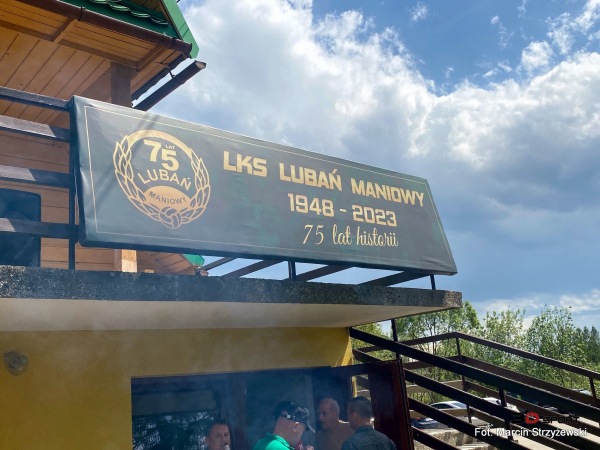 75
LAT
LUBAŃ
MANIOWY
LKS LUBAŃ MANIOWY
1948 - 2023
75 lat historii
Fot. Marcin Strzyżewski